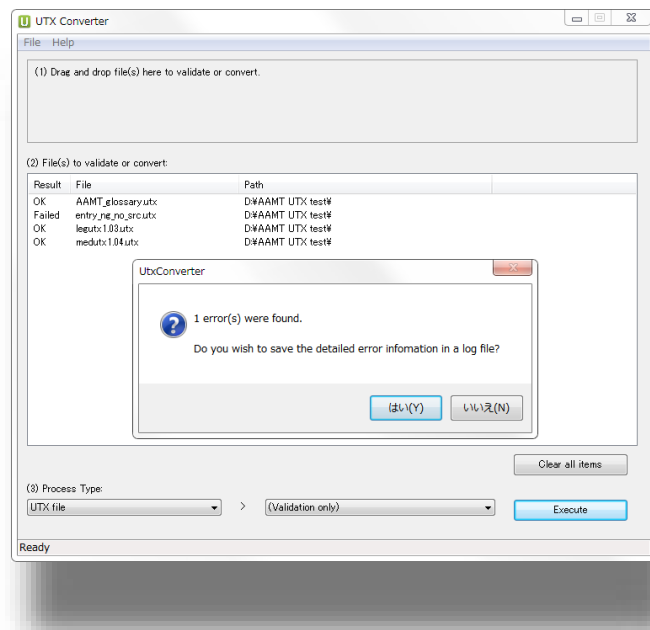 UTX Converter
File Help
(1) Drag and drop file(s) here to validate or convert.
(2) File(s) to validate or convert:
Result File Path
OK AAMT_glossary.utx D:¥AAMT UTX test¥
Failed entry_ng_no_src.utx D:¥AAMT UTX test¥
OK legutx1.03.utx D:¥AAMT UTX test¥
OK medutx1.04.utx D:¥AAMT UTX test¥
UtxConverter
1 error(s) were found.
Do you wish to save the detailed error infomation in a log file?
はい(Y) いいえ(N)
Clear all items
(3) Process Type:
UTX file > (Validation only) Execute
Ready